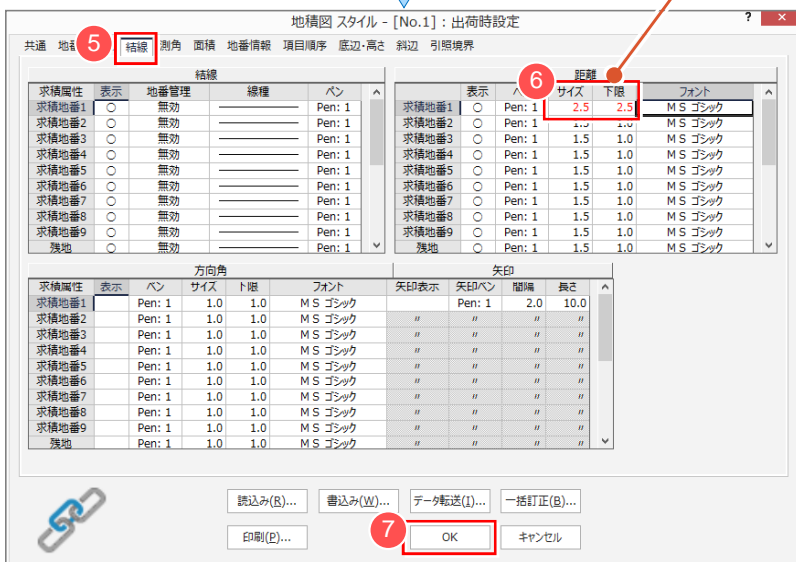 地積図 スタイル - [No.1] : 出荷時設定 ? ×
共通 地 5 結線 測角 面積 地番情報 項目順序 底辺・高さ 斜辺 引照境界
結線 6 距離
求積属性 表示 地番管理 線種 ペン 表示 サイズ 下限 フォント
求積地番1 ○ 無効 Pen: 1 求積地番1 ○ Pen: 1 2.5 2.5 ＭＳ ゴシック
求積地番2 ○ 無効 Pen: 1 求積地番2 ○ Pen: 1 1.5 1.0 ＭＳ ゴシック
求積地番3 ○ 無効 Pen: 1 求積地番3 ○ Pen: 1 1.5 1.0 ＭＳ ゴシック
求積地番4 ○ 無効 Pen: 1 求積地番4 ○ Pen: 1 1.5 1.0 ＭＳ ゴシック
求積地番5 ○ 無効 Pen: 1 求積地番5 ○ Pen: 1 1.5 1.0 ＭＳ ゴシック
求積地番6 ○ 無効 Pen: 1 求積地番6 ○ Pen: 1 1.5 1.0 ＭＳ ゴシック
求積地番7 ○ 無効 Pen: 1 求積地番7 ○ Pen: 1 1.5 1.0 ＭＳ ゴシック
求積地番8 ○ 無効 Pen: 1 求積地番8 ○ Pen: 1 1.5 1.0 ＭＳ ゴシック
求積地番9 ○ 無効 Pen: 1 求積地番9 ○ Pen: 1 1.5 1.0 ＭＳ ゴシック
残地 ○ 無効 Pen: 1 残地 ○ Pen: 1 1.5 1.0 ＭＳ ゴシック
方向角 矢印
求積属性 表示 ペン サイズ 下限 フォント 矢印表示 矢印ペン 間隔 長さ
求積地番1 Pen: 1 1.0 1.0 ＭＳ ゴシック Pen: 1 2.0 10.0
求積地番2 Pen: 1 1.0 1.0 ＭＳ ゴシック 〃 〃 〃 〃
求積地番3 Pen: 1 1.0 1.0 ＭＳ ゴシック 〃 〃 〃 〃
求積地番4 Pen: 1 1.0 1.0 ＭＳ ゴシック 〃 〃 〃 〃
求積地番5 Pen: 1 1.0 1.0 ＭＳ ゴシック 〃 〃 〃 〃
求積地番6 Pen: 1 1.0 1.0 ＭＳ ゴシック 〃 〃 〃 〃
求積地番7 Pen: 1 1.0 1.0 ＭＳ ゴシック 〃 〃 〃 〃
求積地番8 Pen: 1 1.0 1.0 ＭＳ ゴシック 〃 〃 〃 〃
求積地番9 Pen: 1 1.0 1.0 ＭＳ ゴシック 〃 〃 〃 〃
残地 Pen: 1 1.0 1.0 ＭＳ ゴシック 〃 〃 〃 〃
読込み(R)... 書込み(W)... データ転送(I)... 一括訂正(B)...
印刷(P)... 7 OK キャンセル